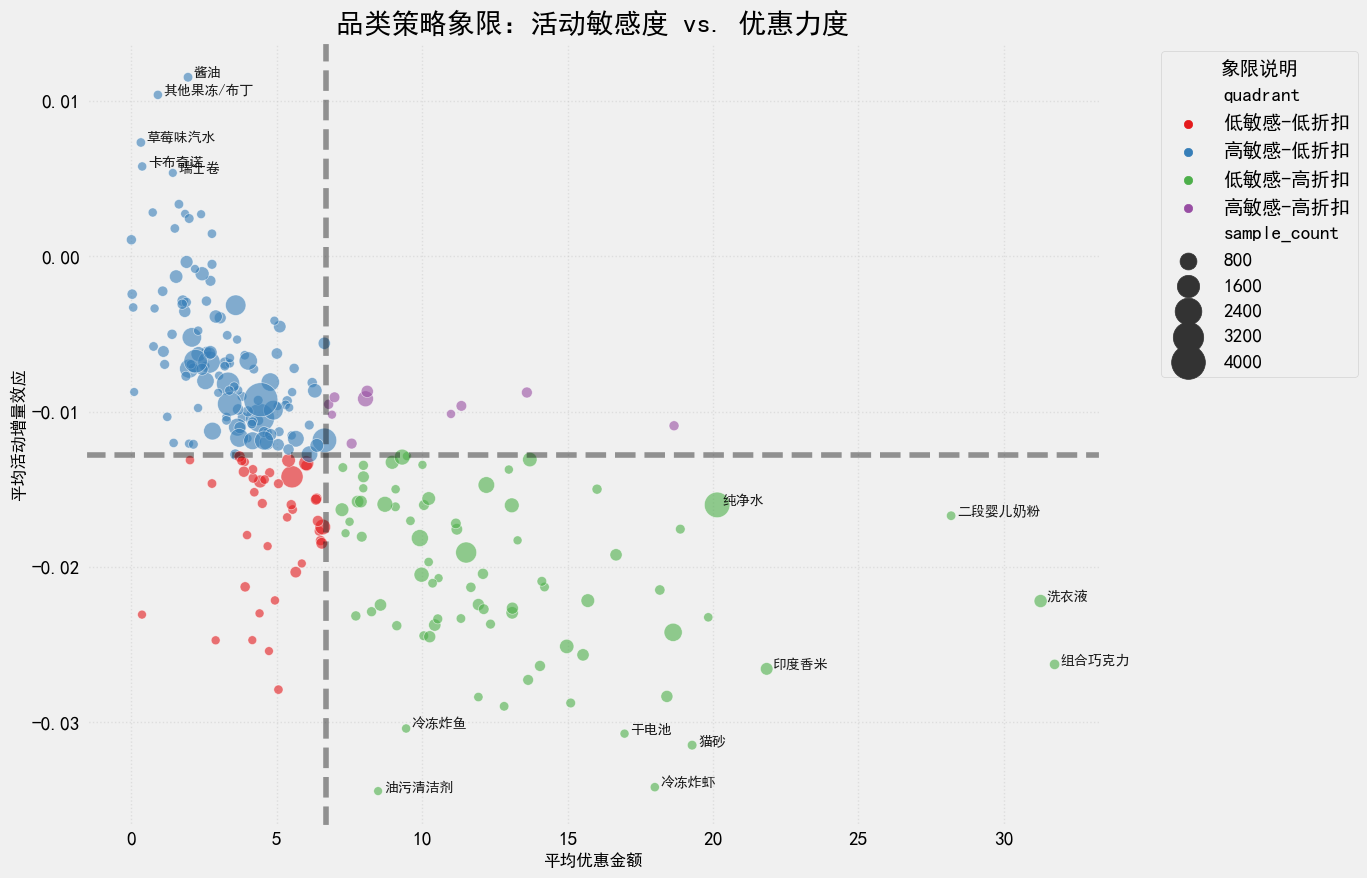 品类策略象限：活动敏感度 vs. 优惠力度
象限说明
quadrant
低敏感-低折扣
高敏感-低折扣
低敏感-高折扣
高敏感-高折扣
sample_count
800
1600
2400
3200
4000
平均活动增量效应
0.01
0.00
−0.01
−0.02
−0.03
酱油
其他果冻/布丁
草莓味汽水
卡布奇诺
瑞士卷
纯净水
二段婴儿奶粉
洗衣液
组合巧克力
印度香米
冷冻炸鱼
干电池
猫砂
冷冻炸虾
油污清洁剂
0
5
10
15
20
25
30
平均优惠金额